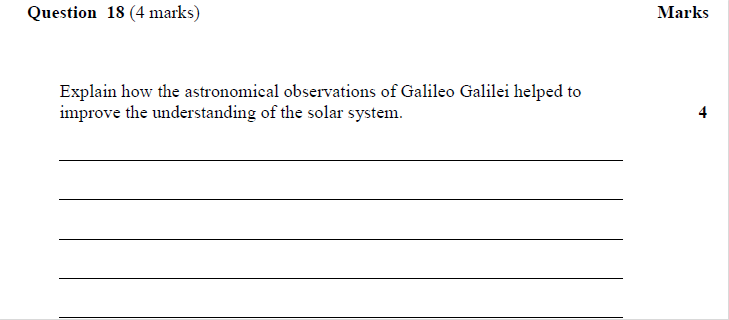 Question 18 (4 marks) Marks
Explain how the astronomical observations of Galileo Galilei helped to
improve the understanding of the solar system. 4